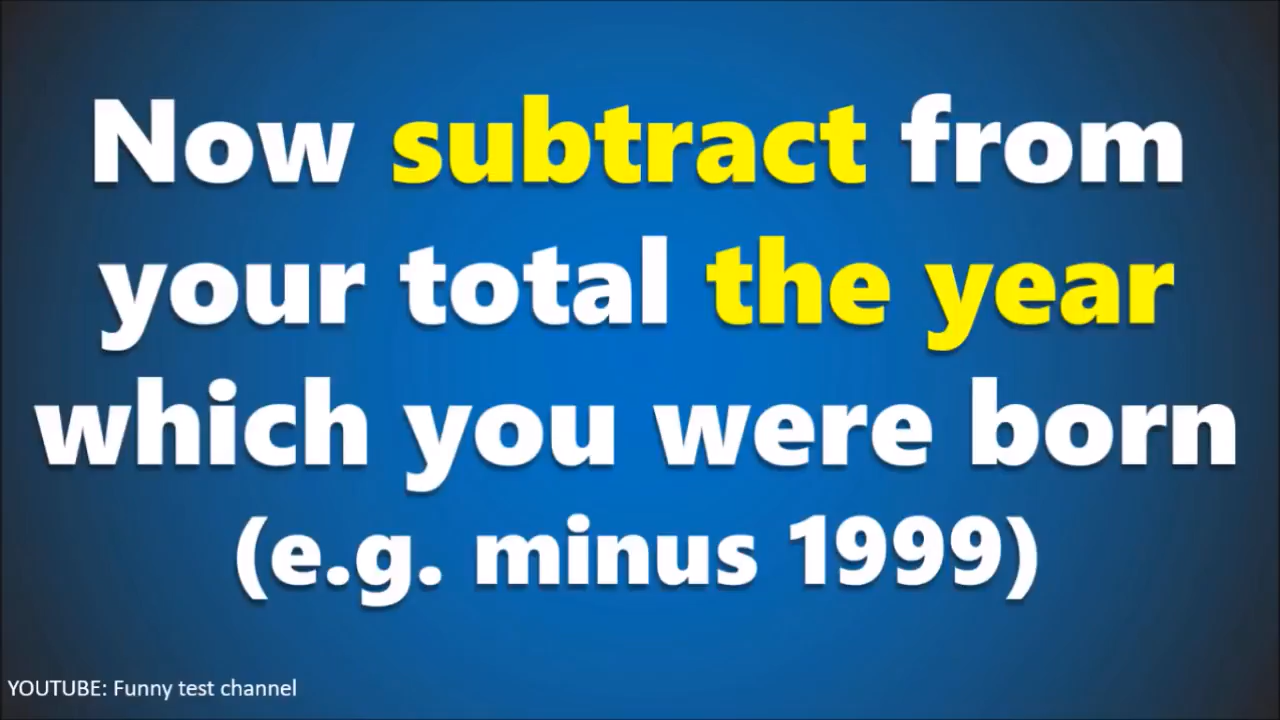 Now subtract from
your total the year
which you were born
(e.g. minus 1999)
YOUTUBE: Funny test channel